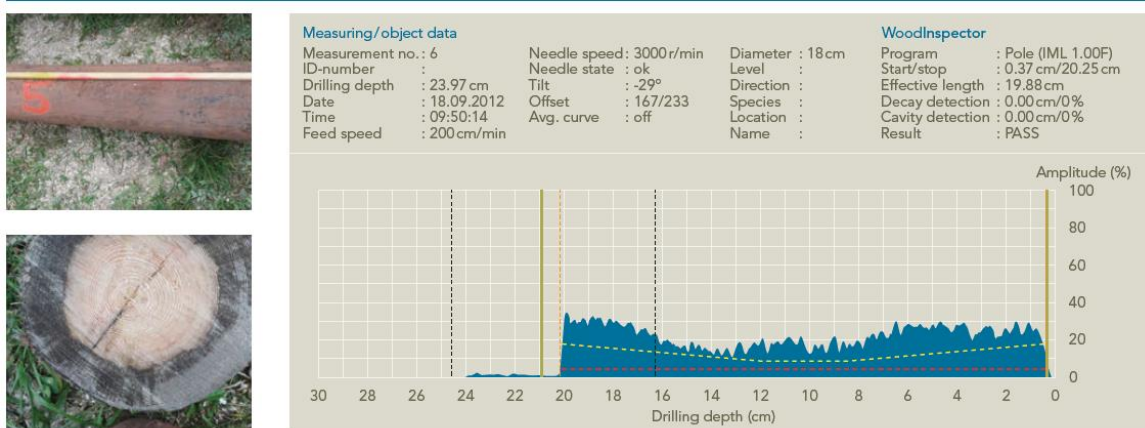 Measuring/object data
Measurement no.: 6
ID-number :
Drilling depth : 23.97 cm
Date : 18.09.2012
Time : 09:50:14
Feed speed : 200 cm/min
Needle speed : 3000 r/min
Needle state : ok
Tilt : -29°
Offset : 167/233
Avg. curve : off
Diameter : 18 cm
Level :
Direction :
Species :
Location :
Name :
WoodInspector
Program : Pole (IML 1.00F)
Start/stop : 0.37 cm/20.25 cm
Effective length : 19.88 cm
Decay detection : 0.00 cm/0%
Cavity detection : 0.00 cm/0%
Result : PASS
Amplitude (%)
100
80
60
40
20
0
30 28 26 24 22 20 18 16 14 12 10 8 6 4 2 0
Drilling depth (cm)
5